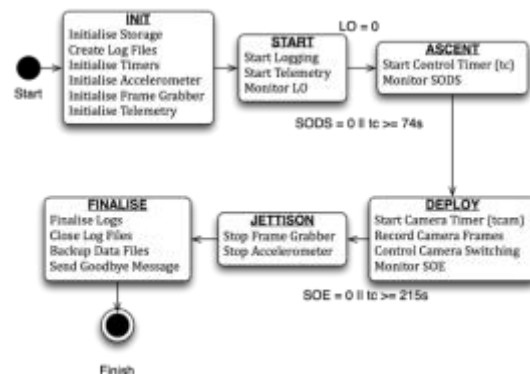 INIT
Initialise Storage
Create Log Files
Initialise Timers
Initialise Accelerometer
Initialise Frame Grabber
Initialise Telemetry
Start
START
Start Logging
Start Telemetry
Monitor LO
LO = 0
ASCENT
Start Control Timer (tc)
Monitor SODS
SODS = 0 ll tc >= 74s
DEPLOY
Start Camera Timer (tcam)
Record Camera Frames
Control Camera Switching
Monitor SOE
SOE = 0 ll tc >= 215s
JETTISON
Stop Frame Grabber
Stop Accelerometer
FINALISE
Finalise Logs
Close Log Files
Backup Data Files
Send Goodbye Message
Finish